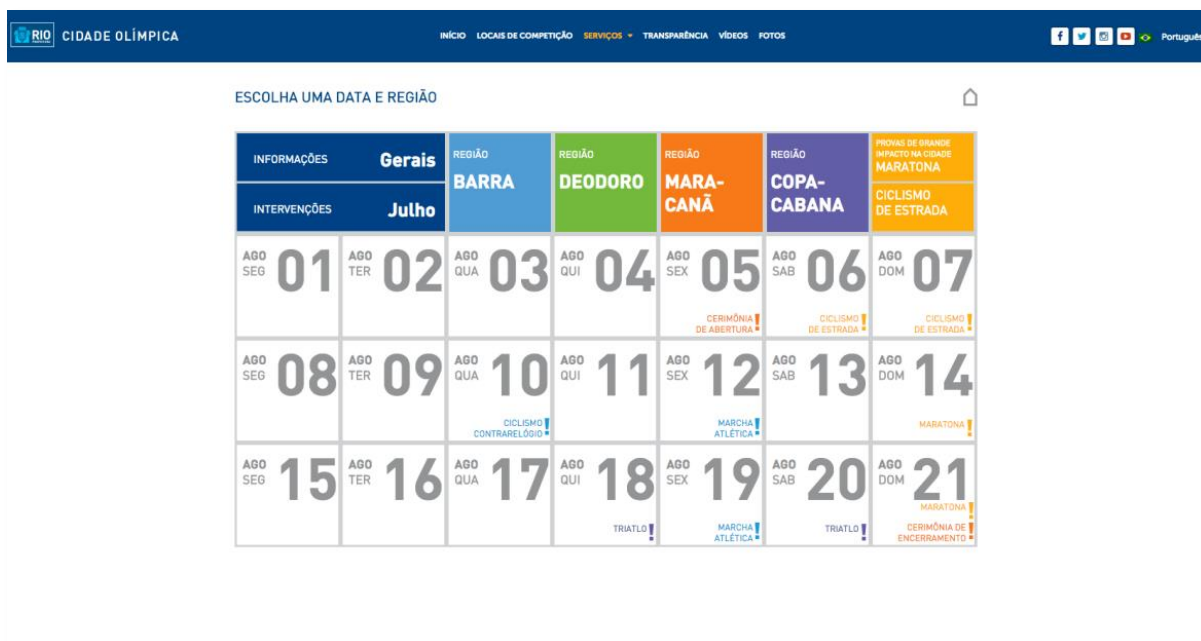 RIO CIDADE OLÍMPICA
INÍCIO LOCAIS DE COMPETIÇÃO SERVIÇOS TRANSPARÊNCIA VÍDEOS FOTOS
Português
ESCOLHA UMA DATA E REGIÃO
INFORMAÇÕES Gerais
INTERVENÇÕES Julho
REGIÃO
BARRA
REGIÃO
DEODORO
REGIÃO
MARA-
CANÃ
REGIÃO
COPA-
CABANA
PROVAS DE GRANDE
IMPACTO NA CIDADE
MARATONA
CICLISMO
DE ESTRADA
AGO
SEG 01
AGO
TER 02
AGO
QUA 03
AGO
QUI 04
AGO
SEX 05
CERIMÔNIA
DE ABERTURA!
AGO
SAB 06
CICLISMO
DE ESTRADA!
AGO
DOM 07
CICLISMO
DE ESTRADA!
AGO
SEG 08
AGO
TER 09
AGO
QUA 10
CICLISMO
CONTRARELÓGIO!
AGO
QUI 11
AGO
SEX 12
MARCHA
ATLÉTICA!
AGO
SAB 13
AGO
DOM 14
MARATONA!
AGO
SEG 15
AGO
TER 16
AGO
QUA 17
AGO
QUI 18
TRIATLO!
AGO
SEX 19
MARCHA
ATLÉTICA!
AGO
SAB 20
TRIATLO!
AGO
DOM 21
MARATONA!
CERIMÔNIA DE
ENCERRAMENTO!